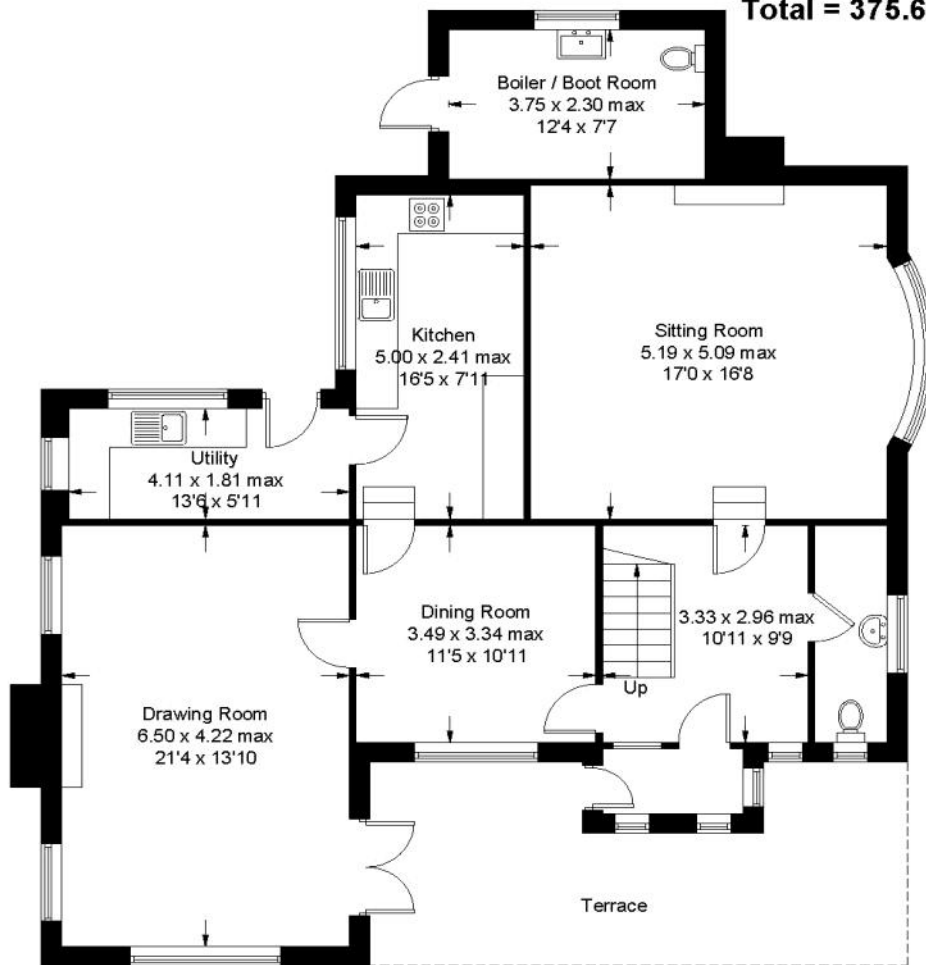 Total = 375.6
Boiler / Boot Room
3.75 x 2.30 max
12'4 x 7'7
Kitchen
5.00 x 2.41 max
16'5 x 7'11
Sitting Room
5.19 x 5.09 max
17'0 x 16'8
Utility
4.11 x 1.81 max
13'6 x 5'11
Dining Room
3.49 x 3.34 max
11'5 x 10'11
3.33 x 2.96 max
10'11 x 9'9
Up
Drawing Room
6.50 x 4.22 max
21'4 x 13'10
Terrace